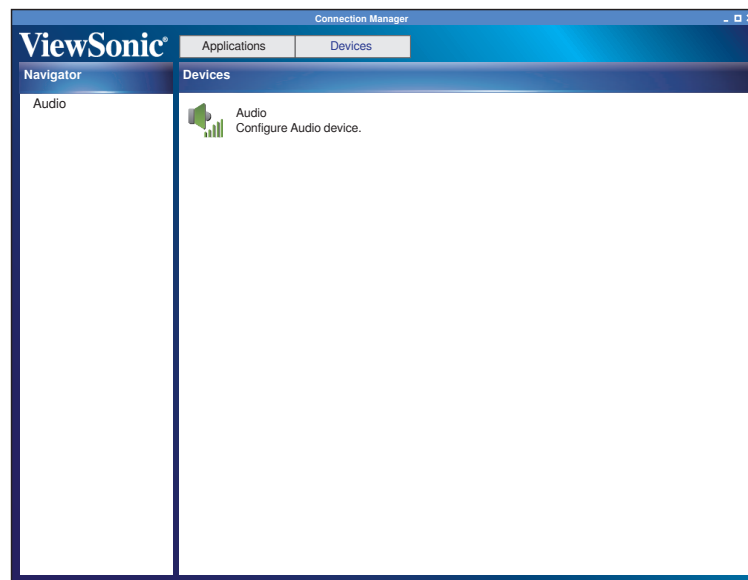 Connection Manager
ViewSonic®
Applications
Devices
Navigator
Devices
Audio
Audio
Configure Audio device.